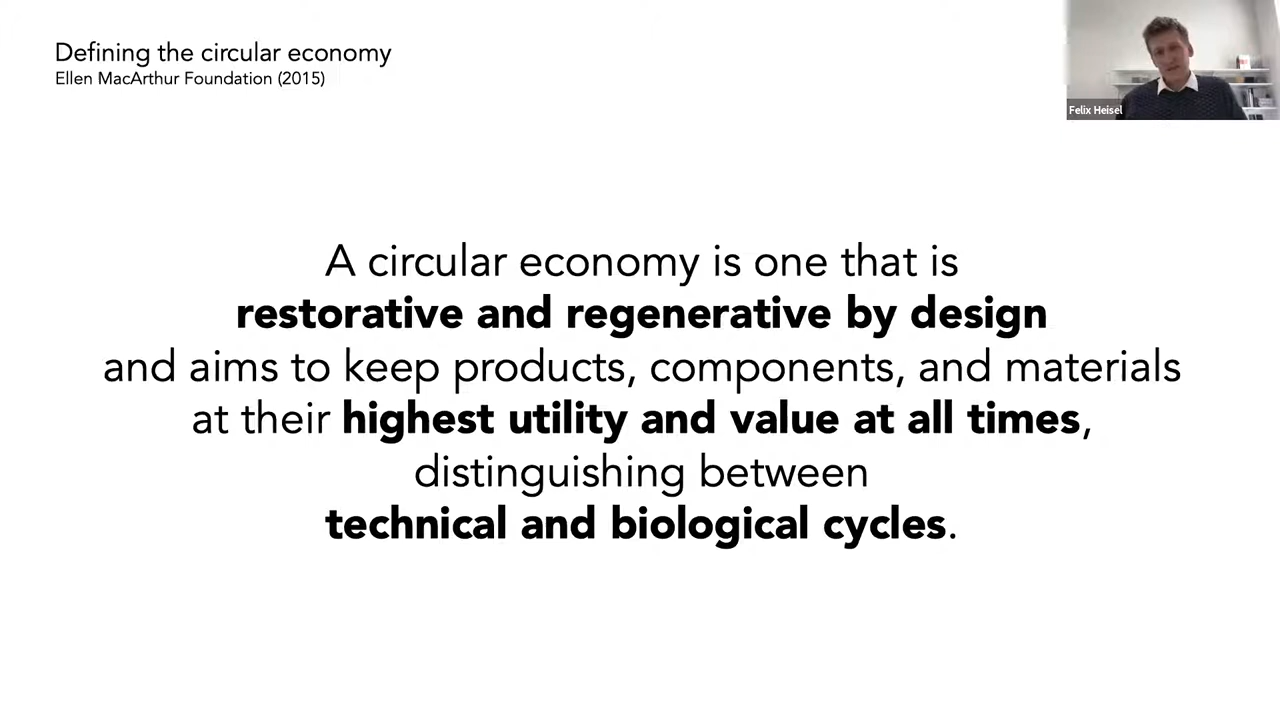 Defining the circular economy
Ellen MacArthur Foundation (2015)
Felix Heisel
A circular economy is one that is
restorative and regenerative by design
and aims to keep products, components, and materials
at their highest utility and value at all times,
distinguishing between
technical and biological cycles.